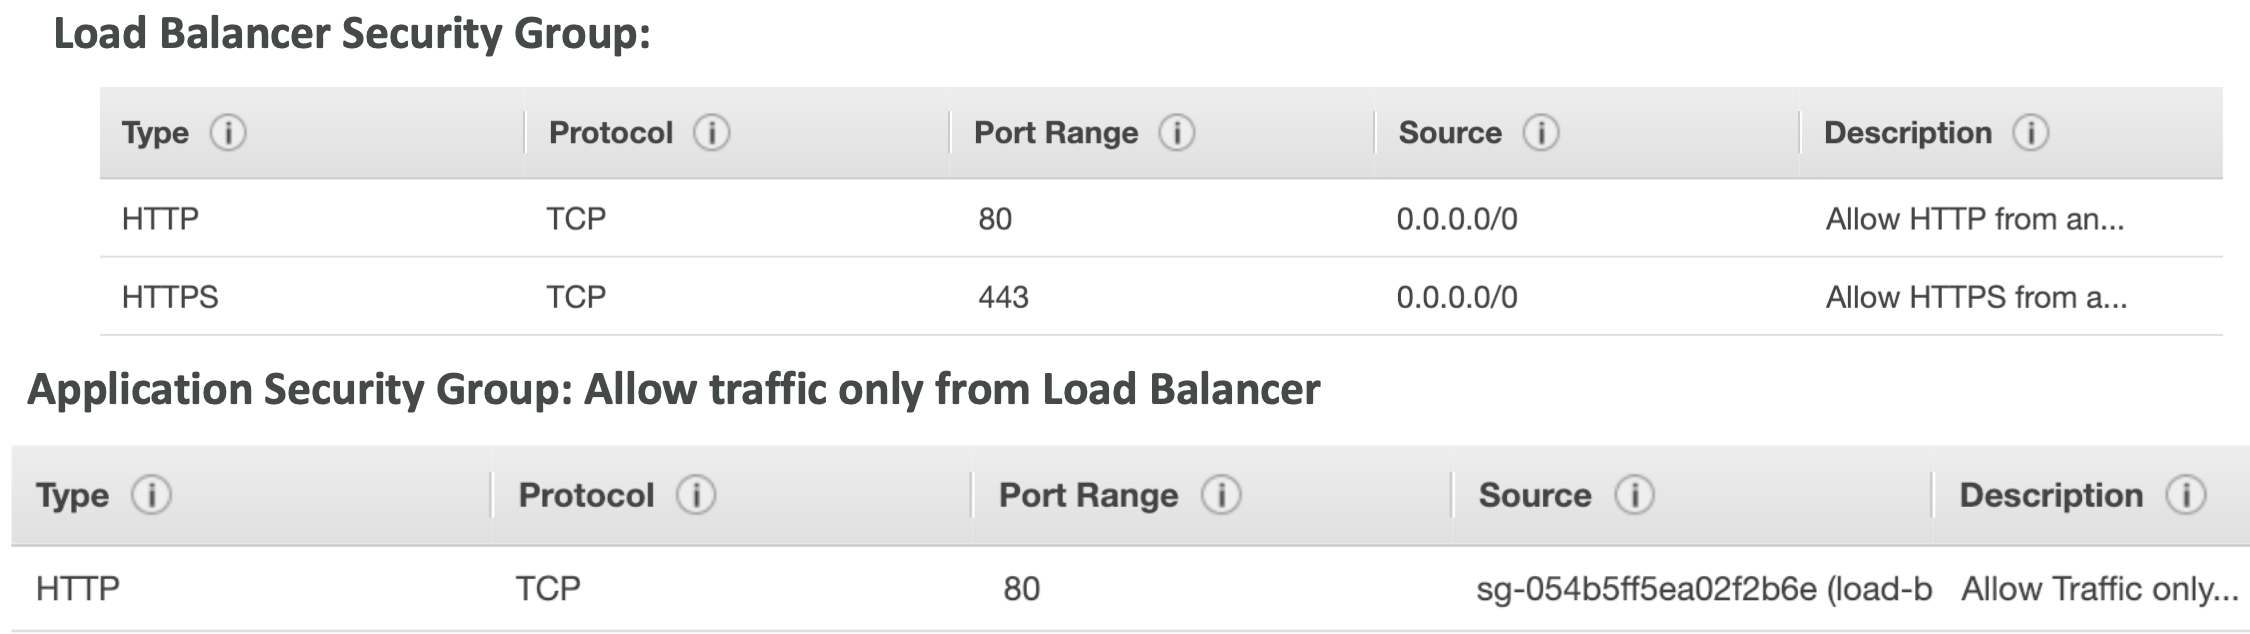 Load Balancer Security Group:
Type Protocol Port Range Source Description
HTTP TCP 80 0.0.0.0/0 Allow HTTP from an...
HTTPS TCP 443 0.0.0.0/0 Allow HTTPS from a...
Application Security Group: Allow traffic only from Load Balancer
Type Protocol Port Range Source Description
HTTP TCP 80 sg-054b5ff5ea02f2b6e (load-b Allow Traffic only...